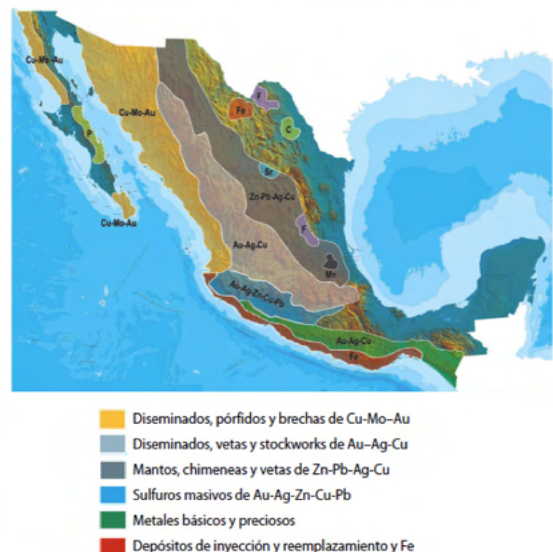 Cu-Mo-Au
F
Fe
C
Cu-Mo-Au
P
Sr
Zn-Pb-Ag-Cu
Cu-Mo-Au
F
Au-Ag-Cu
Mn
Au-Ag-Zn-Cu-Pb
Au-Ag-Cu
Fe
Diseminados, pórfidos y brechas de Cu-Mo–Au
Diseminados, vetas y stockworks de Au–Ag-Cu
Mantos, chimeneas y vetas de Zn-Pb-Ag-Cu
Sulfuros masivos de Au-Ag-Zn-Cu-Pb
Metales básicos y preciosos
Depósitos de inyección y reemplazamiento y Fe